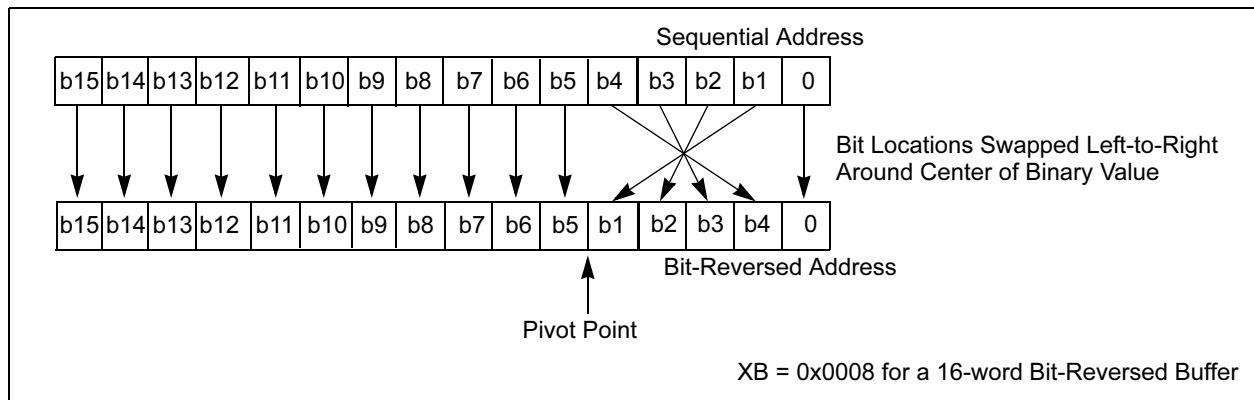 Sequential Address
b15 b14 b13 b12 b11 b10 b9 b8 b7 b6 b5 b4 b3 b2 b1 0
Bit Locations Swapped Left-to-Right
Around Center of Binary Value
b15 b14 b13 b12 b11 b10 b9 b8 b7 b6 b5 b1 b2 b3 b4 0
Bit-Reversed Address
Pivot Point
XB = 0x0008 for a 16-word Bit-Reversed Buffer